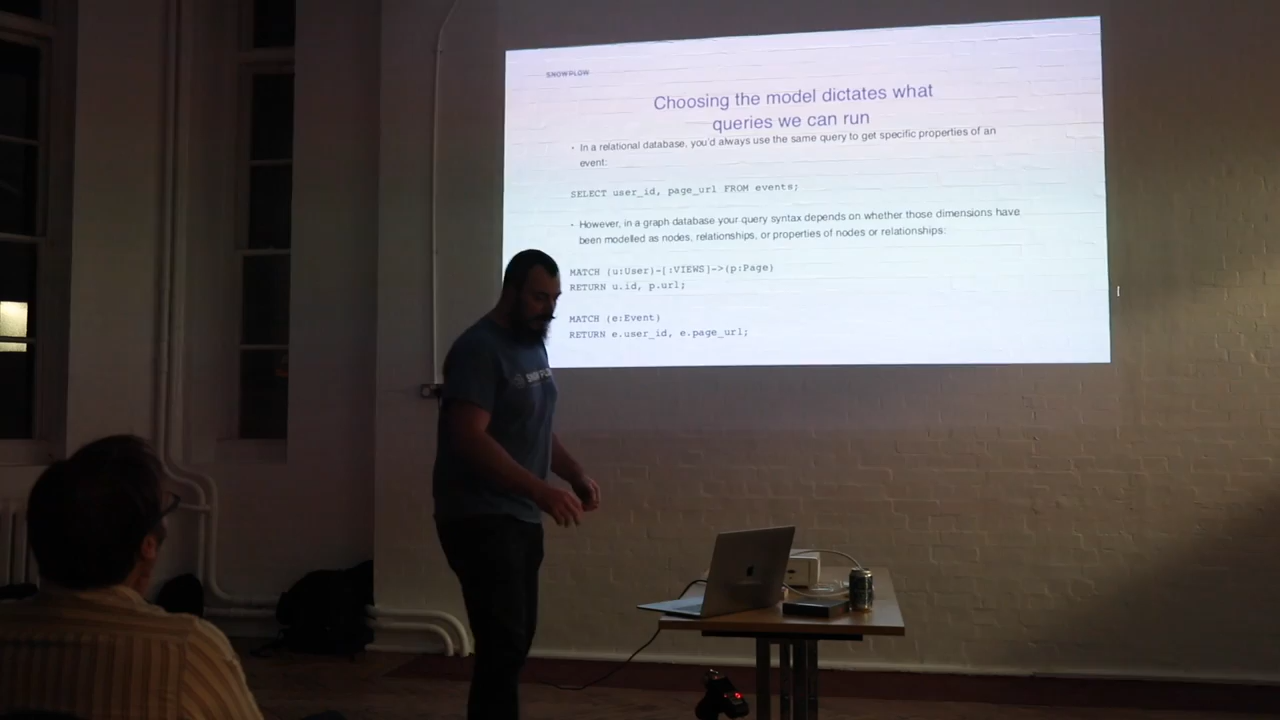 SNOWPLOW
Choosing the model dictates what
queries we can run
• In a relational database, you'd always use the same query to get specific properties of an
event:
SELECT user_id, page_url FROM events;
• However, in a graph database your query syntax depends on whether those dimensions have
been modelled as nodes, relationships, or properties of nodes or relationships:
MATCH (u:User)-[:VIEWS]->(p:Page)
RETURN u.id, p.url;
MATCH (e:Event)
RETURN e.user_id, e.page_url;